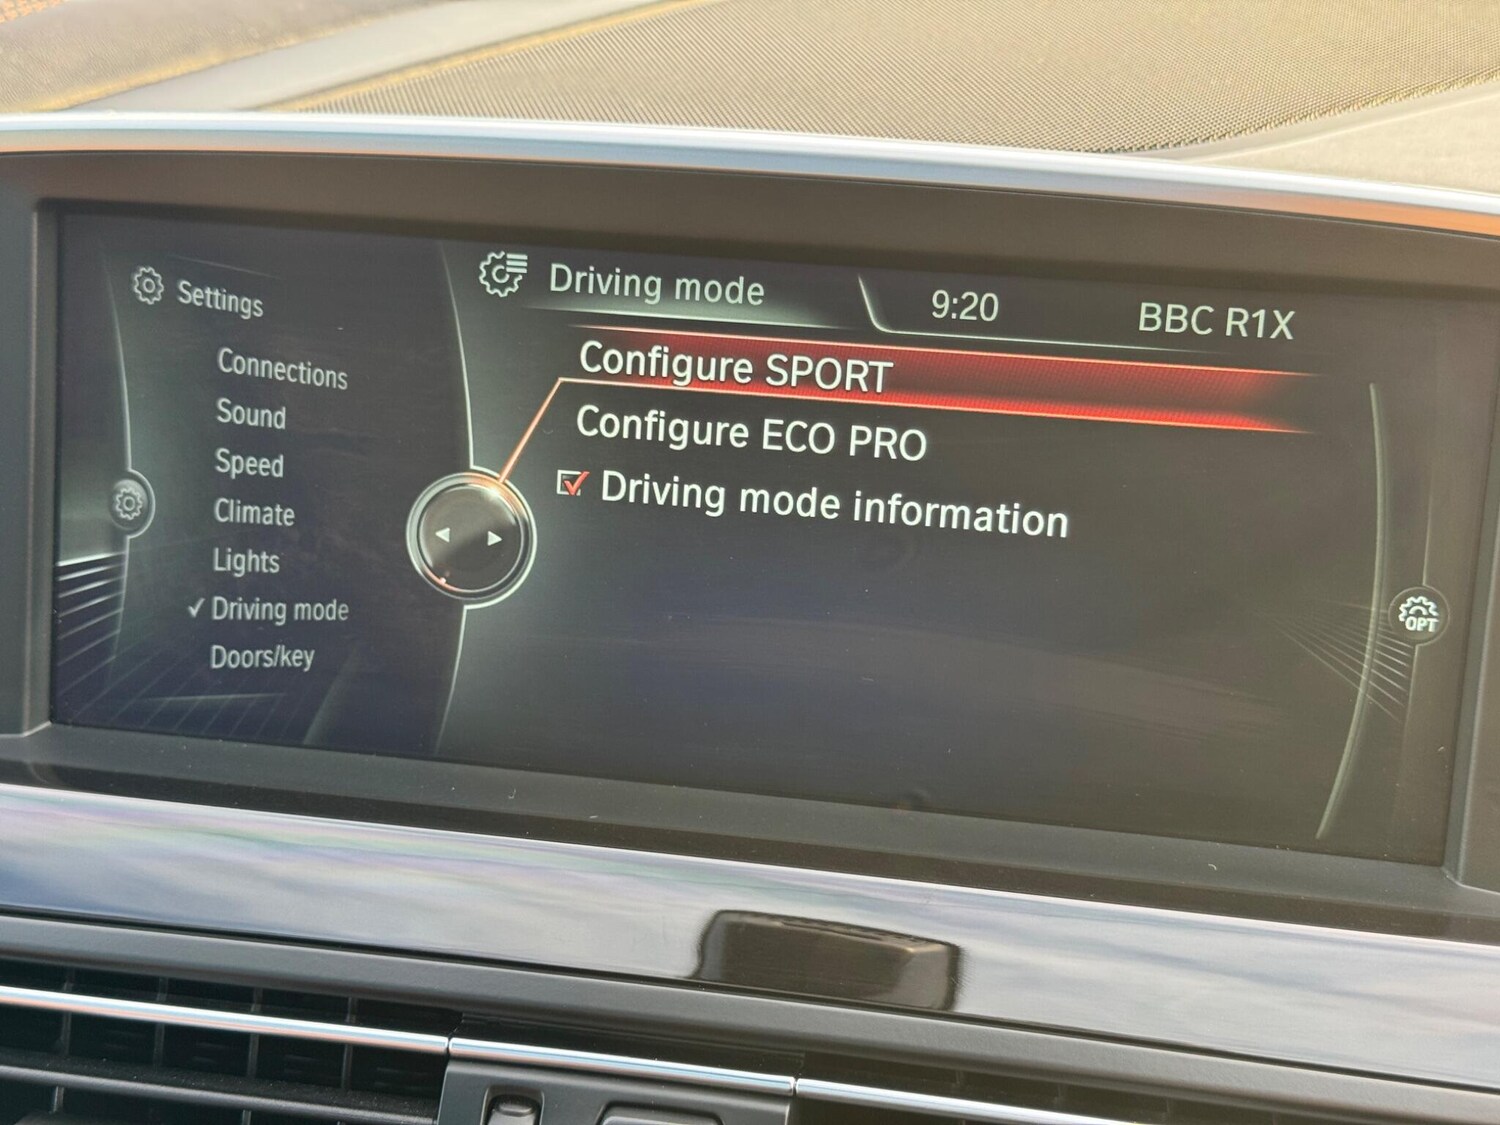 Settings
Connections
Sound
Speed
Climate
Lights
Driving mode
Doors/key
Driving mode
9:20
BBC R1X
Configure SPORT
Configure ECO PRO
Driving mode information
OPT